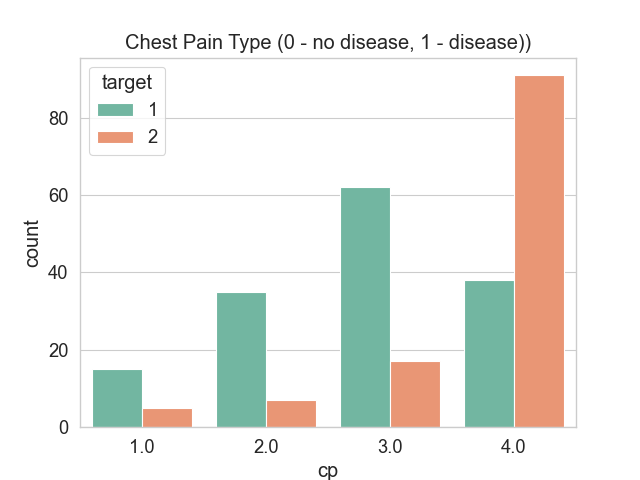 Chest Pain Type (0 - no disease, 1 - disease))
target
1
2
count
80
60
40
20
0
1.0 2.0 3.0 4.0
cp